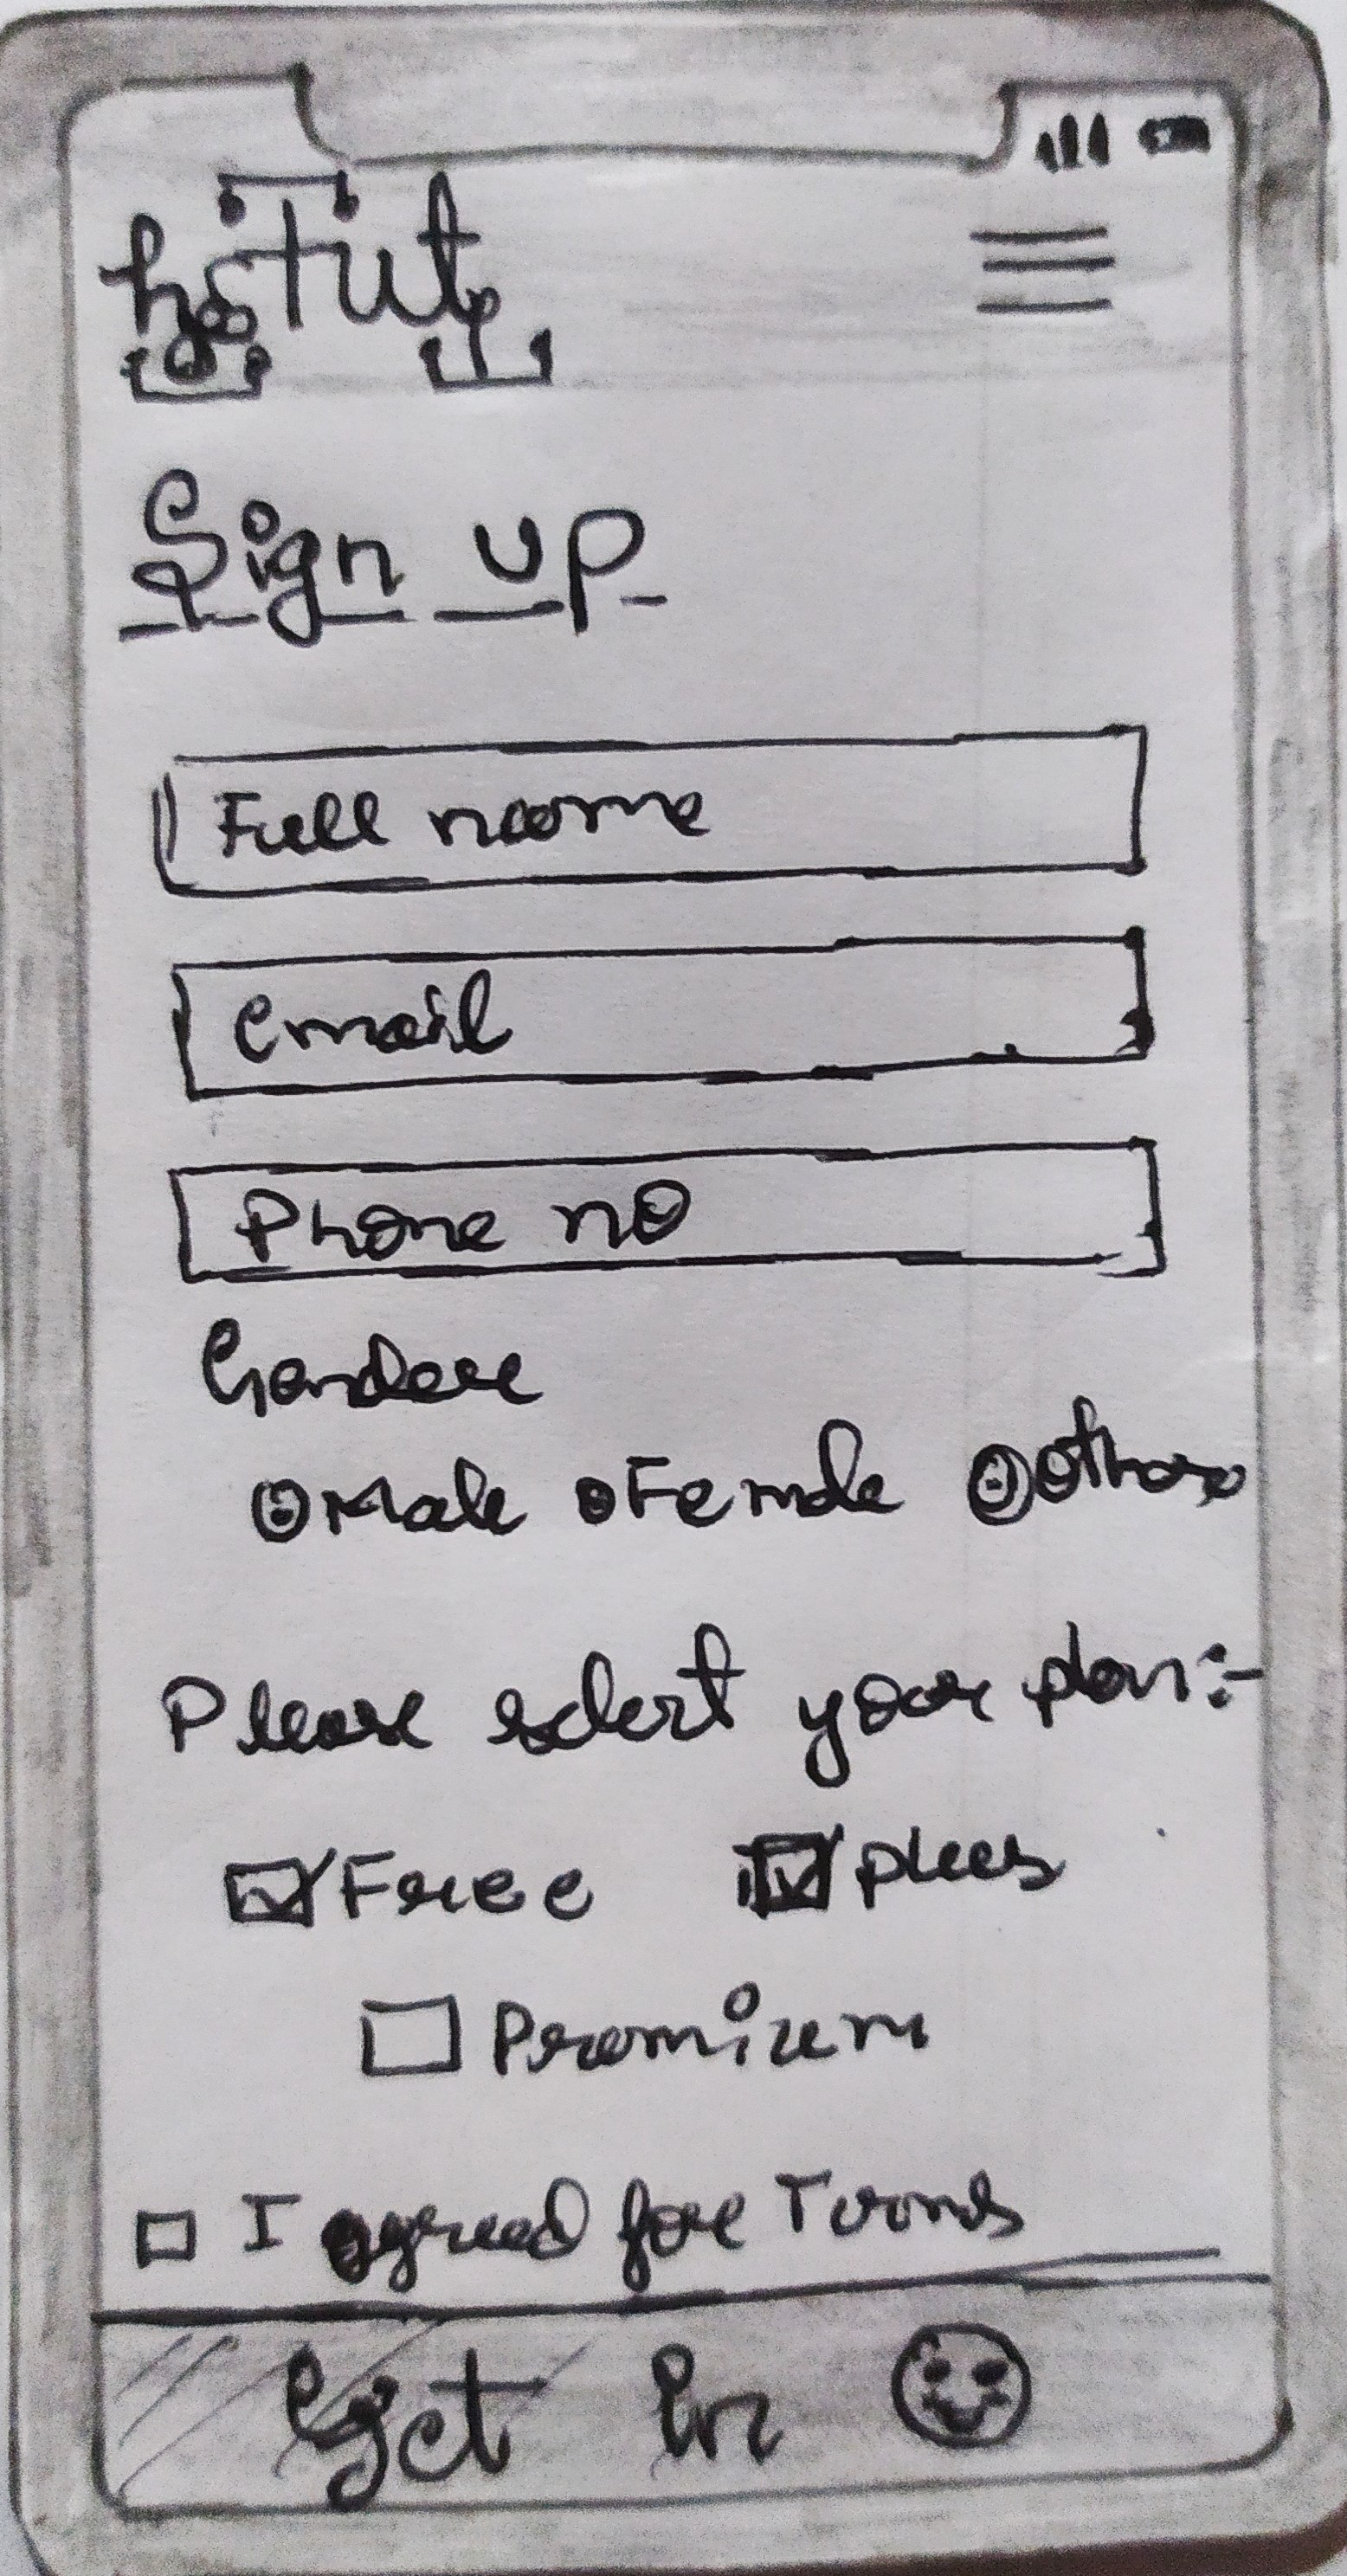 Sign up
Full name
email
Phone no
Gender
Male Female Other
Please select your plan:-
Free plus
Premium
I agreed for Terms
Get in